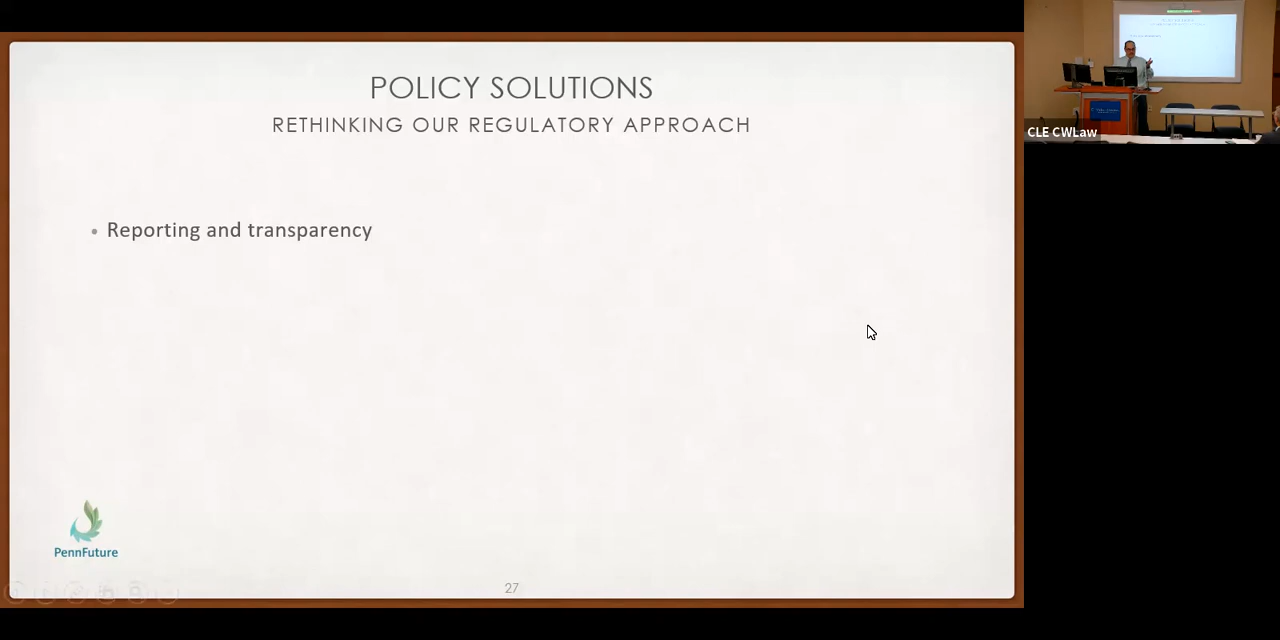 POLICY SOLUTIONS
RETHINKING OUR REGULATORY APPROACH
• Reporting and transparency
PennFuture
27
CLE CWLaw